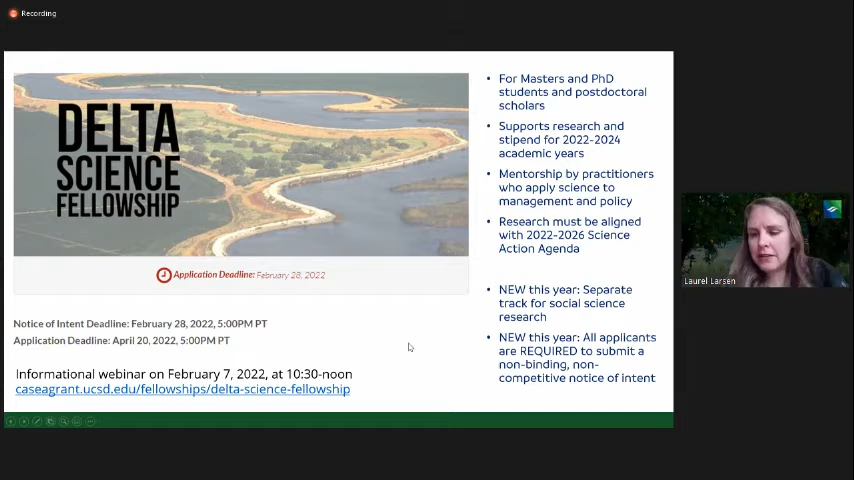 Recording
DELTA
SCIENCE
FELLOWSHIP
Application Deadline: February 28, 2022
Notice of Intent Deadline: February 28, 2022, 5:00PM PT
Application Deadline: April 20, 2022, 5:00PM PT
Informational webinar on February 7, 2022, at 10:30-noon
caseagrant.ucsd.edu/fellowships/delta-science-fellowship
• For Masters and PhD
students and postdoctoral
scholars
• Supports research and
stipend for 2022-2024
academic years
• Mentorship by practitioners
who apply science to
management and policy
• Research must be aligned
with 2022-2026 Science
Action Agenda
• NEW this year: Separate
track for social science
research
• NEW this year: All applicants
are REQUIRED to submit a
non-binding, non-
competitive notice of intent
Laurel Larsen